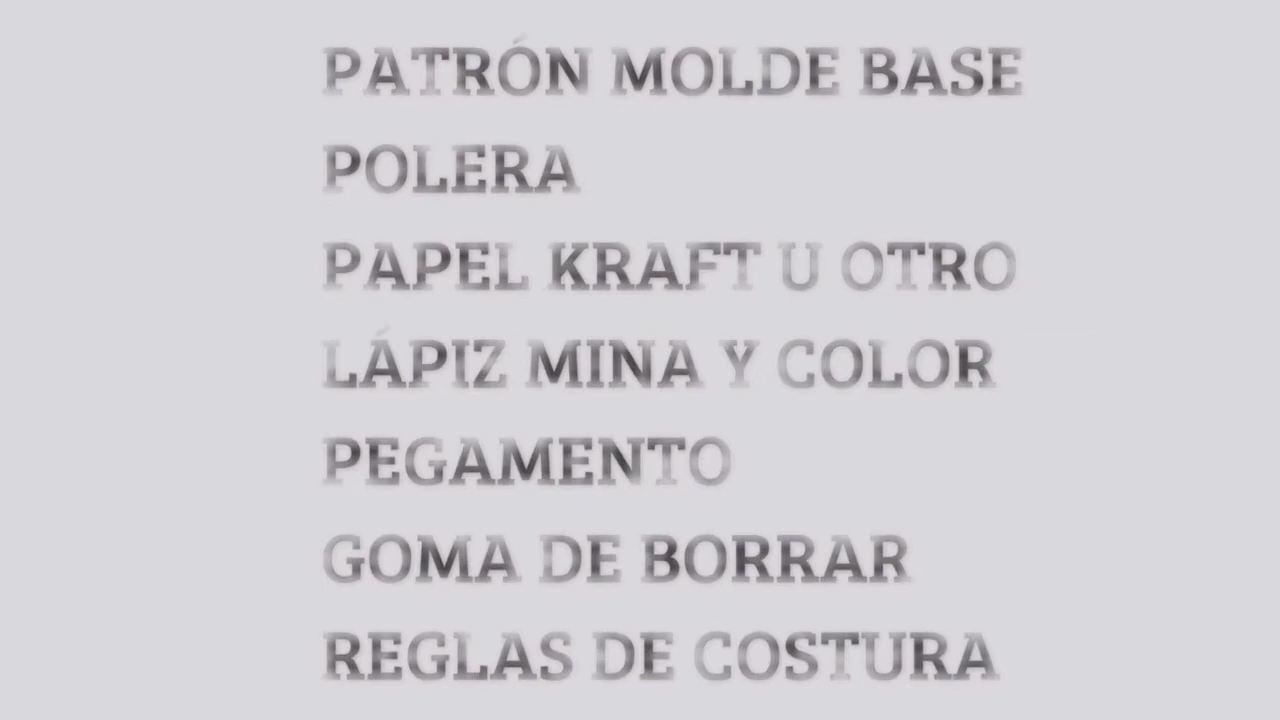 PATRÓN MOLDE BASE
POLERA
PAPEL KRAFT U OTRO
LÁPIZ MINA Y COLOR
PEGAMENTO
GOMA DE BORRAR
REGLAS DE COSTURA